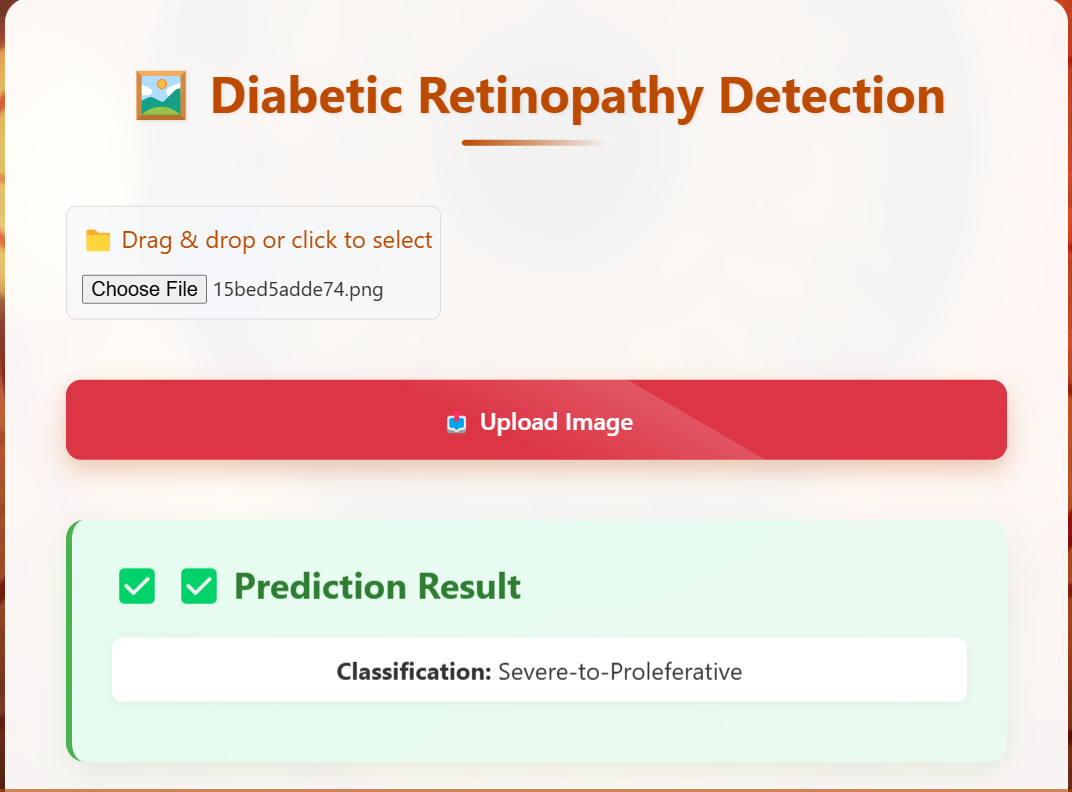 Diabetic Retinopathy Detection
Drag & drop or click to select
Choose File 15bed5adde74.png
Upload Image
Prediction Result
Classification: Severe-to-Proleferative